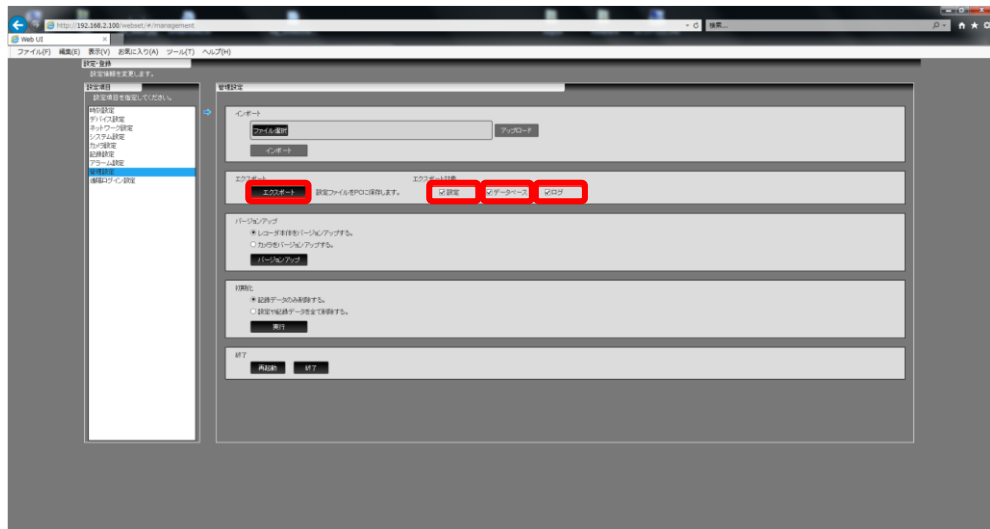 http://192.168.2.100/webset/#/management
検索...
Web UI
ファイル(F) 編集(E) 表示(V) お気に入り(A) ツール(T) ヘルプ(H)
設定・登録
設定情報を変更します。
設定項目
設定項目を指定してください。
時刻設定
デバイス設定
ネットワーク設定
システム設定
カメラ設定
記録設定
アラーム設定
管理設定
遠隔ログイン設定
管理設定
インポート
ファイル選択
アップロード
インポート
エクスポート
エクスポート対象
エクスポート
設定ファイルをPCに保存します。
設定
データベース
ログ
バージョンアップ
レコーダ本体をバージョンアップする。
カメラをバージョンアップする。
バージョンアップ
初期化
記録データのみ削除する。
設定や記録データを全て削除する。
実行
終了
再起動
終了